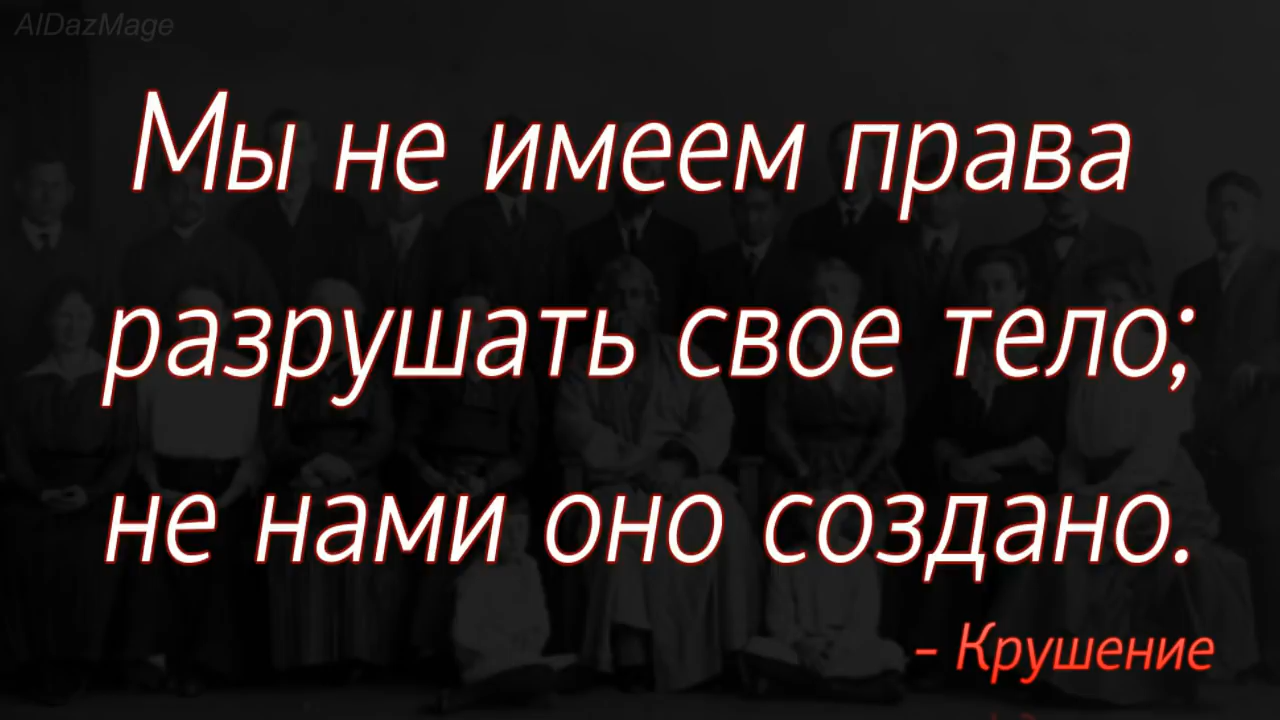 AlDazMage
Мы не имеем права
разрушать свое тело;
не нами оно создано.
- Крушение